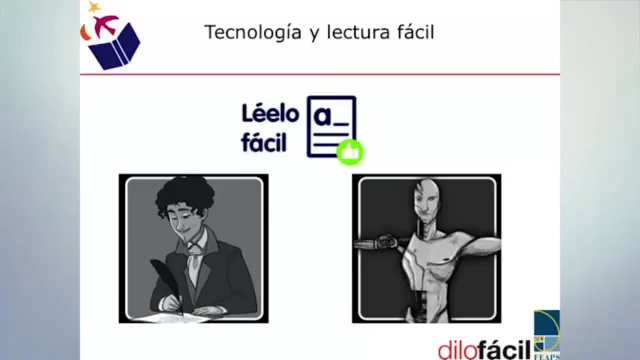 Tecnología y lectura fácil
Léelo
fácil
a_
dilofácil
FEAPS